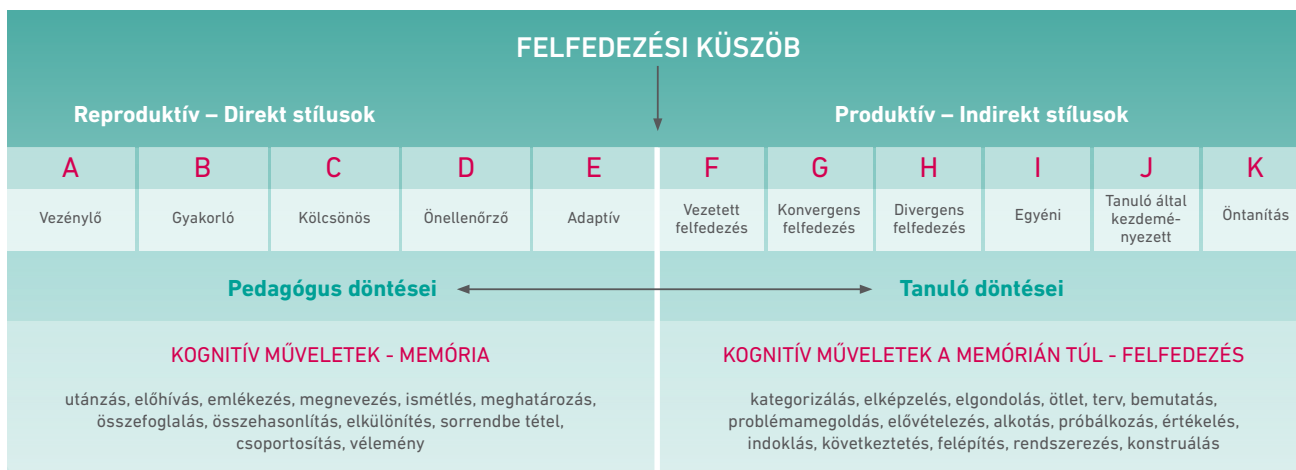 FELFEDEZÉSI KÜSZÖB
Reproduktív – Direkt stílusok
Produktív – Indirekt stílusok
A B C D E F G H I J K
Vezénylő
Gyakorló
Kölcsönös
Önellenőrző
Adaptív
Vezetett
felfedezés
Konvergens
felfedezés
Divergens
felfedezés
Egyéni
Tanuló által
kezdemé-
nyezett
Öntanítás
Pedagógus döntései
Tanuló döntései
KOGNITÍV MŰVELETEK - MEMÓRIA
utánzás, előhívás, emlékezés, megnevezés, ismétlés, meghatározás,
összefoglalás, összehasonlítás, elkülönítés, sorrendbe tétel,
csoportosítás, vélemény
KOGNITÍV MŰVELETEK A MEMÓRIÁN TÚL - FELFEDEZÉS
kategorizálás, elképzelés, elgondolás, ötlet, terv, bemutatás,
problémamegoldás, elővételezés, alkotás, próbálkozás, értékelés,
indoklás, következtetés, felépítés, rendszerezés, konstruálás